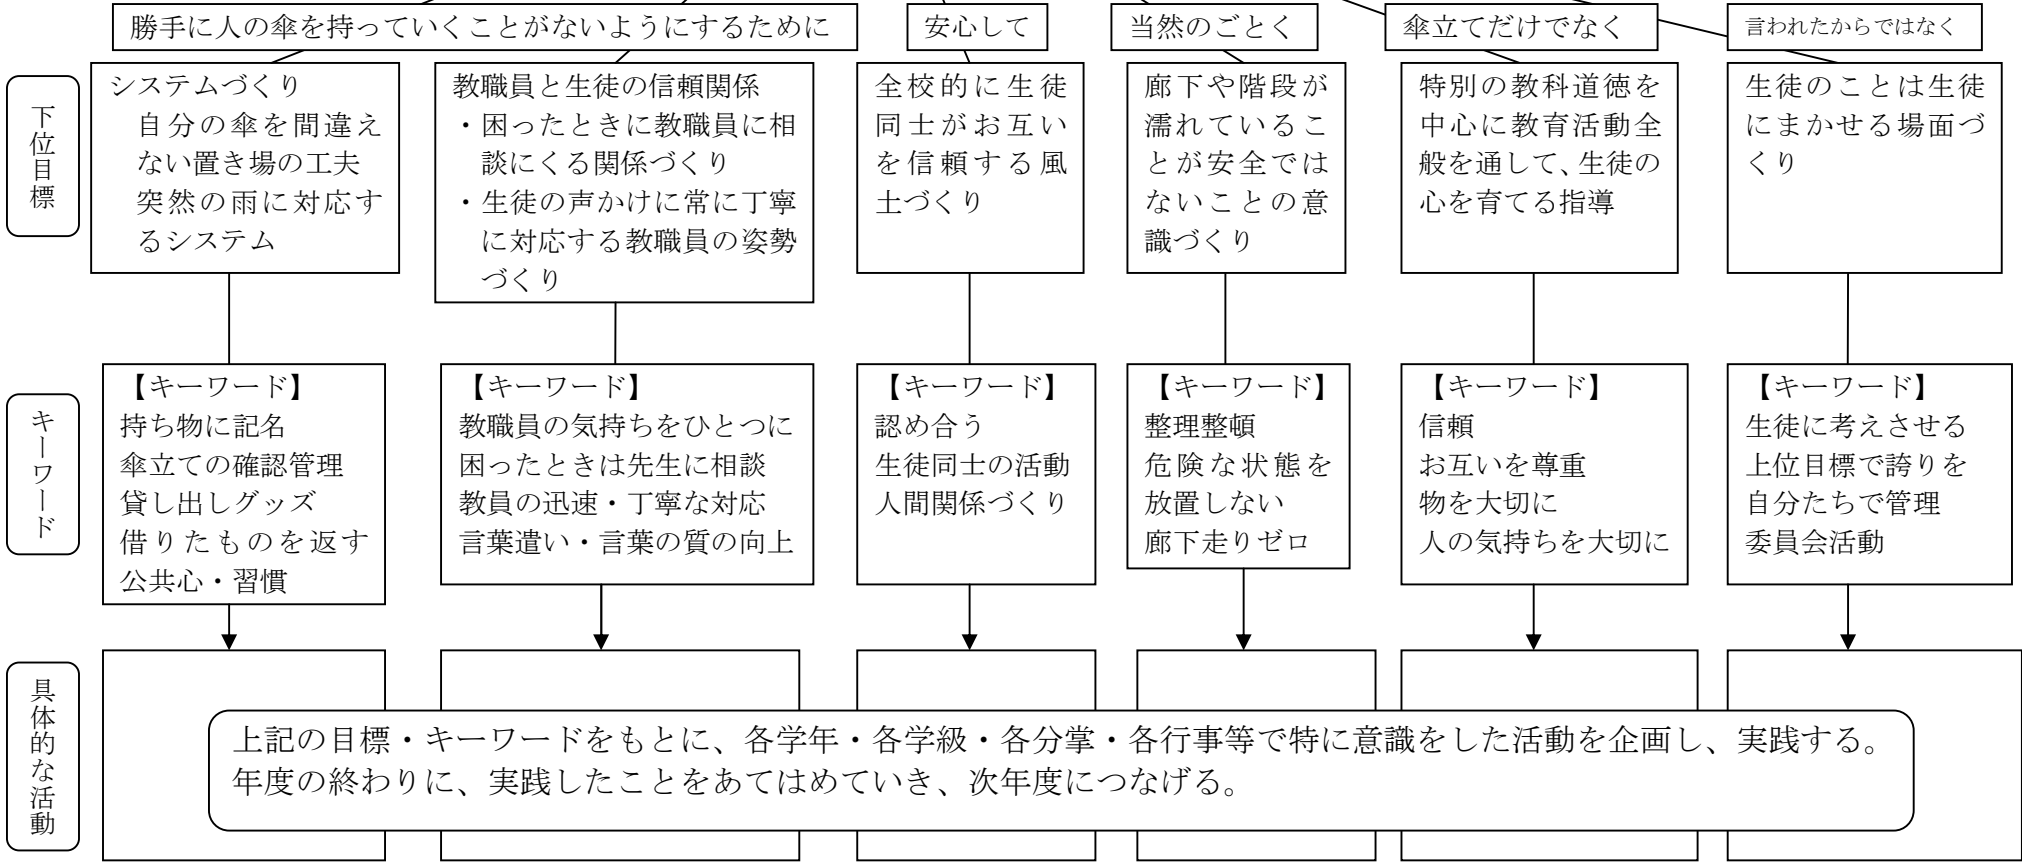 勝手に人の傘を持っていくことがないようにするために
安心して
当然のごとく
傘立てだけでなく
言われたからではなく
下位目標
システムづくり
自分の傘を間違え
ない置き場の工夫
突然の雨に対応す
るシステム
教職員と生徒の信頼関係
・困ったときに教職員に相
談にくる関係づくり
・生徒の声かけに常に丁寧
に対応する教職員の姿勢
づくり
全校的に生徒
同士がお互い
を信頼する風
土づくり
廊下や階段が
濡れているこ
とが安全では
ないことの意
識づくり
特別の教科道徳を
中心に教育活動全
般を通して、生徒の
心を育てる指導
生徒のことは生徒
にまかせる場面づ
くり
キーワード
【キーワード】
持ち物に記名
傘立ての確認管理
貸し出しグッズ
借りたものを返す
公共心・習慣
【キーワード】
教職員の気持ちをひとつに
困ったときは先生に相談
教員の迅速・丁寧な対応
言葉遣い・言葉の質の向上
【キーワード】
認め合う
生徒同士の活動
人間関係づくり
【キーワード】
整理整頓
危険な状態を
放置しない
廊下走りゼロ
【キーワード】
信頼
お互いを尊重
物を大切に
人の気持ちを大切に
【キーワード】
生徒に考えさせる
上位目標で誇りを
自分たちで管理
委員会活動
具体的な活動
上記の目標・キーワードをもとに、各学年・各学級・各分掌・各行事等で特に意識をした活動を企画し、実践する。
年度の終わりに、実践したことをあてはめていき、次年度につなげる。